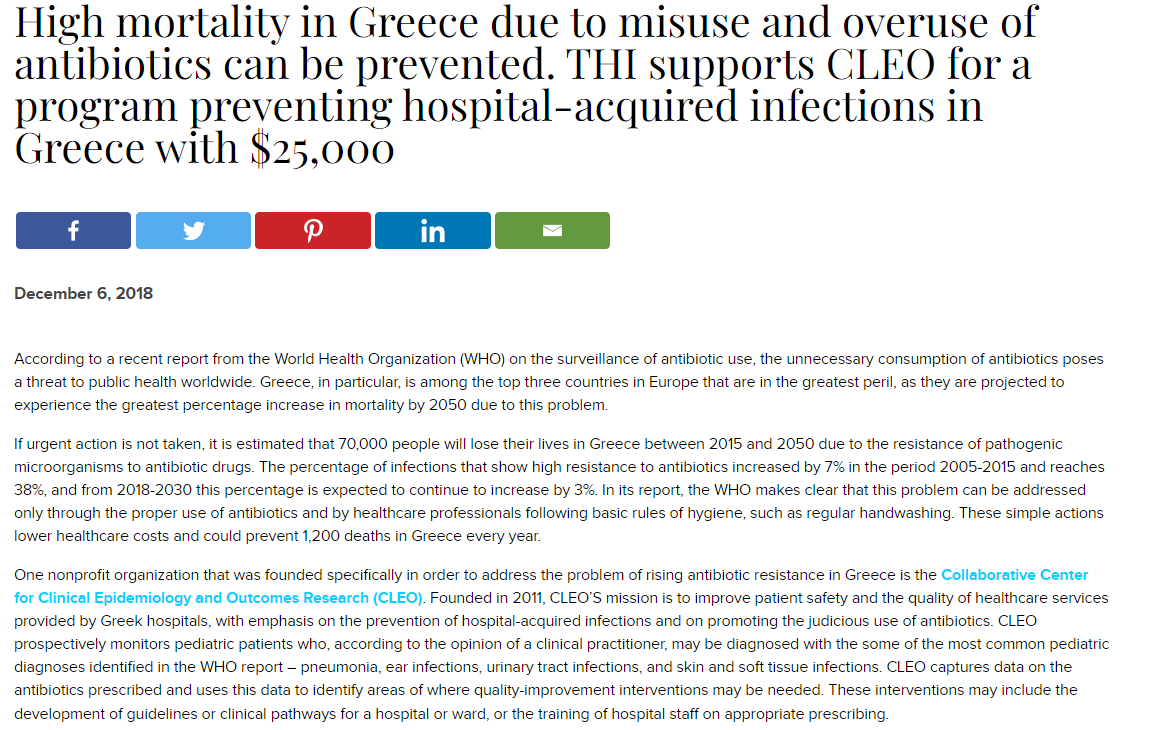 High mortality in Greece due to misuse and overuse of
antibiotics can be prevented. THI supports CLEO for a
program preventing hospital-acquired infections in
Greece with $25,000
December 6, 2018
According to a recent report from the World Health Organization (WHO) on the surveillance of antibiotic use, the unnecessary consumption of antibiotics poses
a threat to public health worldwide. Greece, in particular, is among the top three countries in Europe that are in the greatest peril, as they are projected to
experience the greatest percentage increase in mortality by 2050 due to this problem.
If urgent action is not taken, it is estimated that 70,000 people will lose their lives in Greece between 2015 and 2050 due to the resistance of pathogenic
microorganisms to antibiotic drugs. The percentage of infections that show high resistance to antibiotics increased by 7% in the period 2005-2015 and reaches
38%, and from 2018-2030 this percentage is expected to continue to increase by 3%. In its report, the WHO makes clear that this problem can be addressed
only through the proper use of antibiotics and by healthcare professionals following basic rules of hygiene, such as regular handwashing. These simple actions
lower healthcare costs and could prevent 1,200 deaths in Greece every year.
One nonprofit organization that was founded specifically in order to address the problem of rising antibiotic resistance in Greece is the Collaborative Center
for Clinical Epidemiology and Outcomes Research (CLEO). Founded in 2011, CLEO'S mission is to improve patient safety and the quality of healthcare services
provided by Greek hospitals, with emphasis on the prevention of hospital-acquired infections and on promoting the judicious use of antibiotics. CLEO
prospectively monitors pediatric patients who, according to the opinion of a clinical practitioner, may be diagnosed with the some of the most common pediatric
diagnoses identified in the WHO report – pneumonia, ear infections, urinary tract infections, and skin and soft tissue infections. CLEO captures data on the
antibiotics prescribed and uses this data to identify areas of where quality-improvement interventions may be needed. These interventions may include the
development of guidelines or clinical pathways for a hospital or ward, or the training of hospital staff on appropriate prescribing.